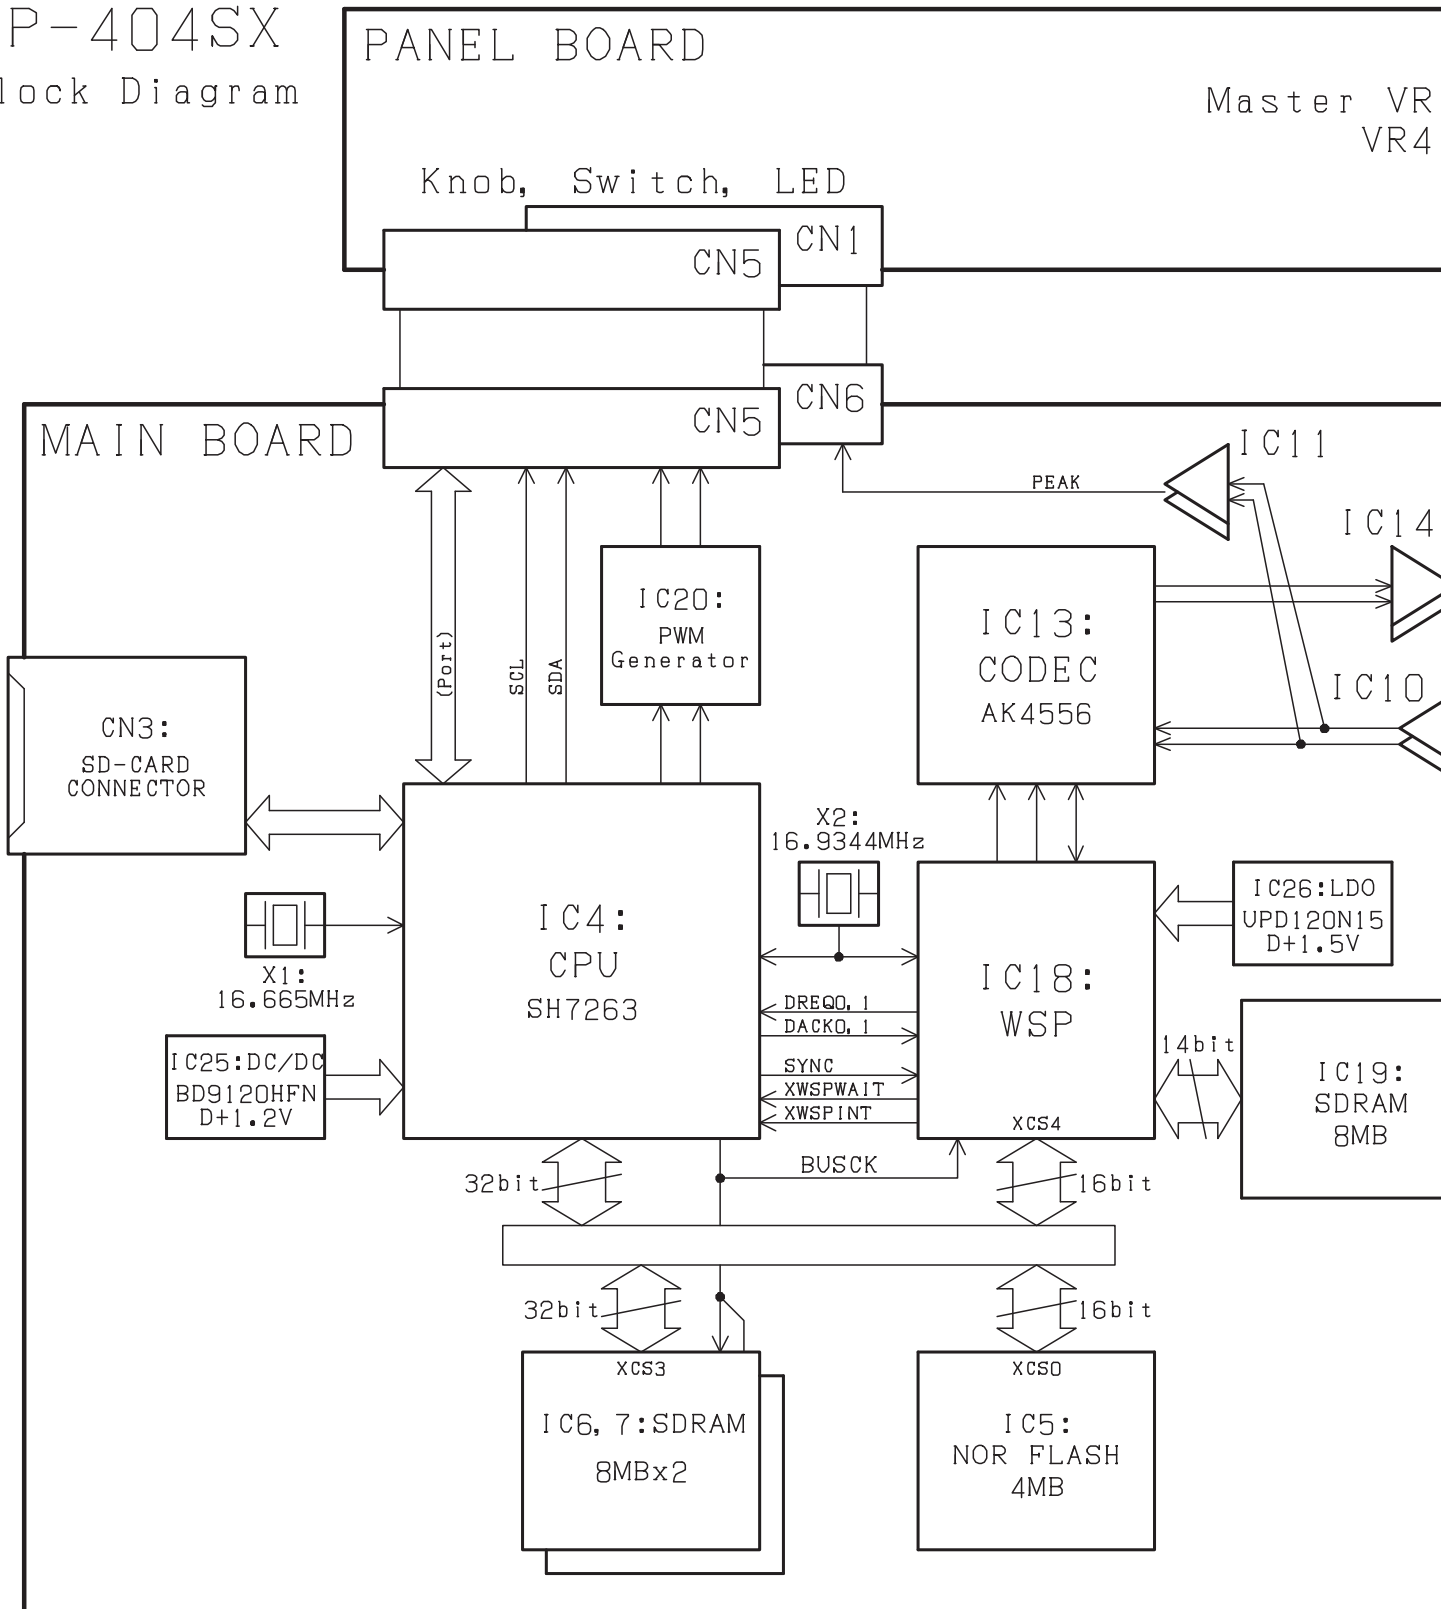 P-404SX
lock Diagram
PANEL BOARD
Master VR
VR4
Knob, Switch, LED
CN1
CN5
CN6
CN5
MAIN BOARD
IC11
PEAK
IC14
IC20:
PWM
Generator
IC13:
CODEC
AK4556
(Port)
SCL
SDA
IC10
CN3:
SD-CARD
CONNECTOR
X2:
16.9344MHz
IC26:LDO
UPD120N15
D+1.5V
IC4:
CPU
SH7263
X1:
16.665MHz
IC18:
WSP
DREQ0,1
DACK0,1
SYNC
XWSPWAIT
XWSPINT
14bit
IC19:
SDRAM
8MB
IC25:DC/DC
BD9120HFN
D+1.2V
XCS4
BUSCK
32bit
16bit
32bit
16bit
XCS3
IC6,7:SDRAM
8MBx2
XCS0
IC5:
NOR FLASH
4MB